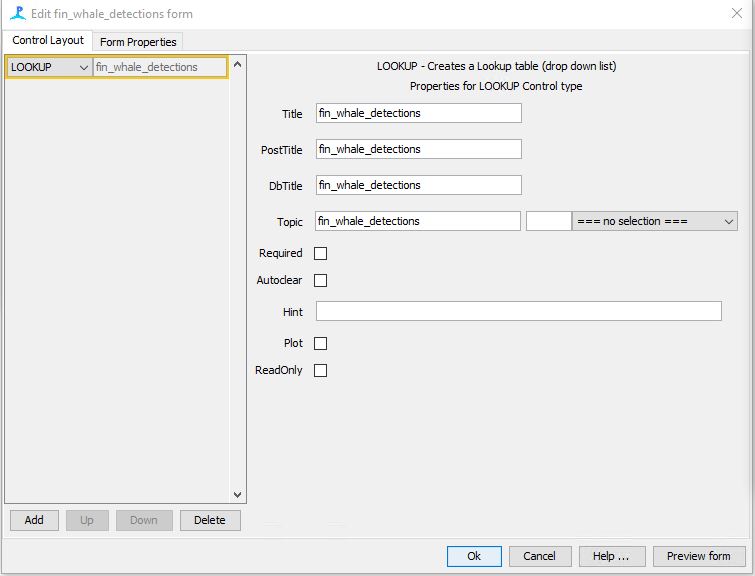 Edit fin_whale_detections form
Control Layout
Form Properties
LOOKUP
fin_whale_detections
LOOKUP - Creates a Lookup table (drop down list)
Properties for LOOKUP Control type
Title fin_whale_detections
PostTitle fin_whale_detections
DbTitle fin_whale_detections
Topic fin_whale_detections === no selection ===
Required
Autoclear
Hint
Plot
ReadOnly
Add Up Down Delete
Ok Cancel Help ... Preview form